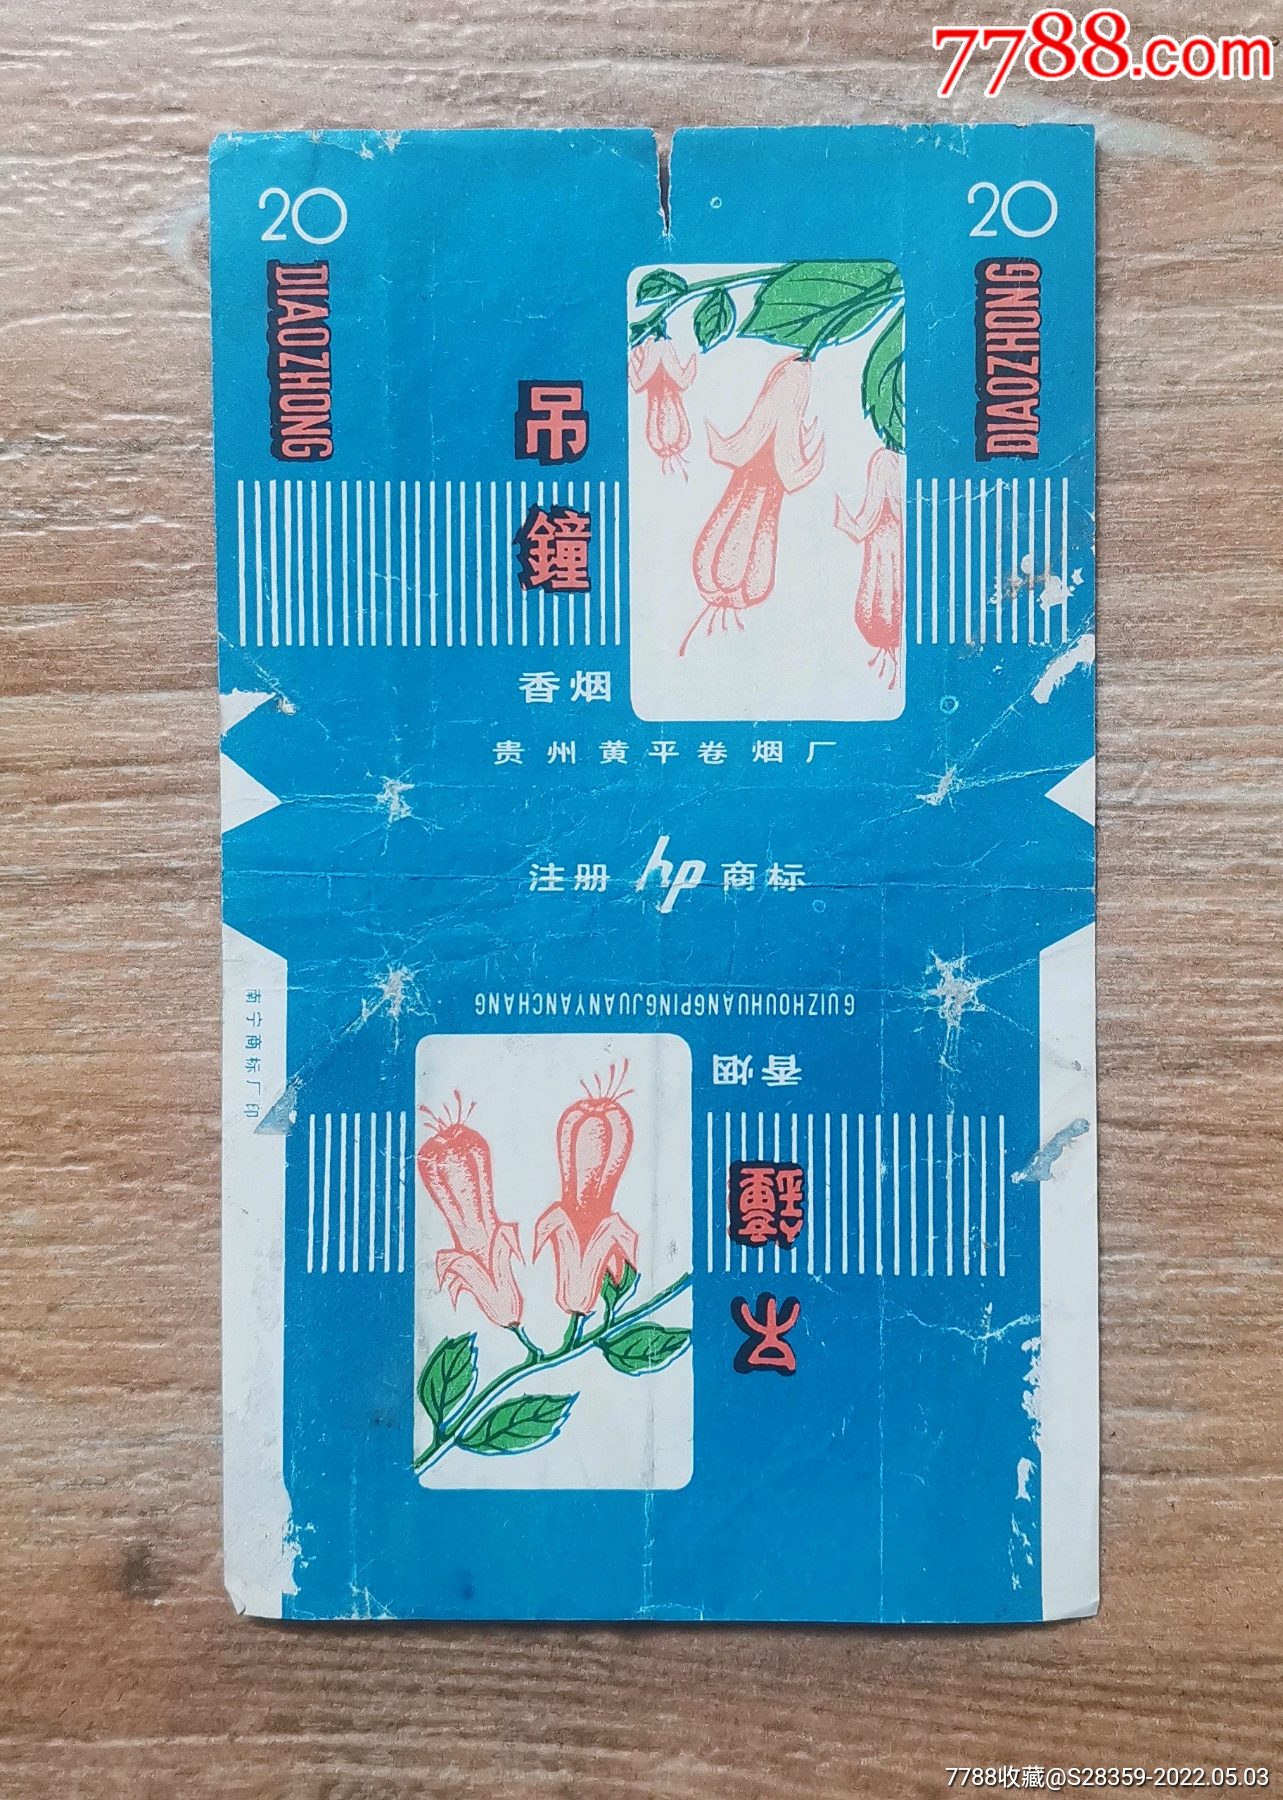 7788.com
20
20
DIAOZHONG
DIAOZHONG
吊鐘
香烟
贵州黄平卷烟厂
注册 hp 商标
南宁商标厂印
GUIZHOUHUANGPINGJUANYANCHANG
香烟
吊鐘
7788收藏@S28359-2022.05.03